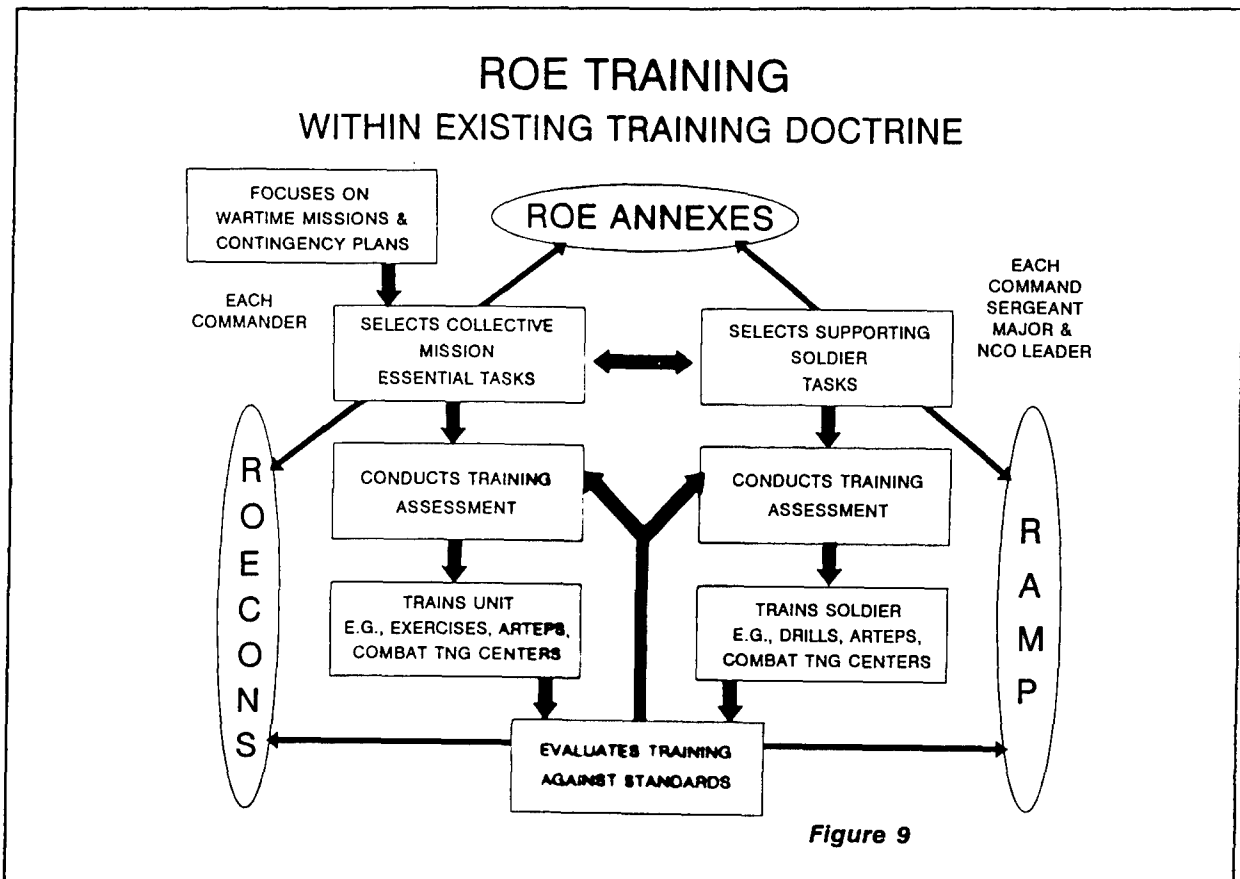 ROE TRAINING
WITHIN EXISTING TRAINING DOCTRINE
FOCUSES ON
WARTIME MISSIONS &
CONTINGENCY PLANS
ROE ANNEXES
EACH
COMMANDER
EACH
COMMAND
SERGEANT
MAJOR &
NCO LEADER
SELECTS COLLECTIVE
MISSION
ESSENTIAL TASKS
SELECTS SUPPORTING
SOLDIER
TASKS
ROECONS
CONDUCTS TRAINING
ASSESSMENT
CONDUCTS TRAINING
ASSESSMENT
RAMP
TRAINS UNIT
E.G., EXERCISES, ARTEPS,
COMBAT TNG CENTERS
TRAINS SOLDIER
E.G., DRILLS, ARTEPS,
COMBAT TNG CENTERS
EVALUATES TRAINING
AGAINST STANDARDS
Figure 9